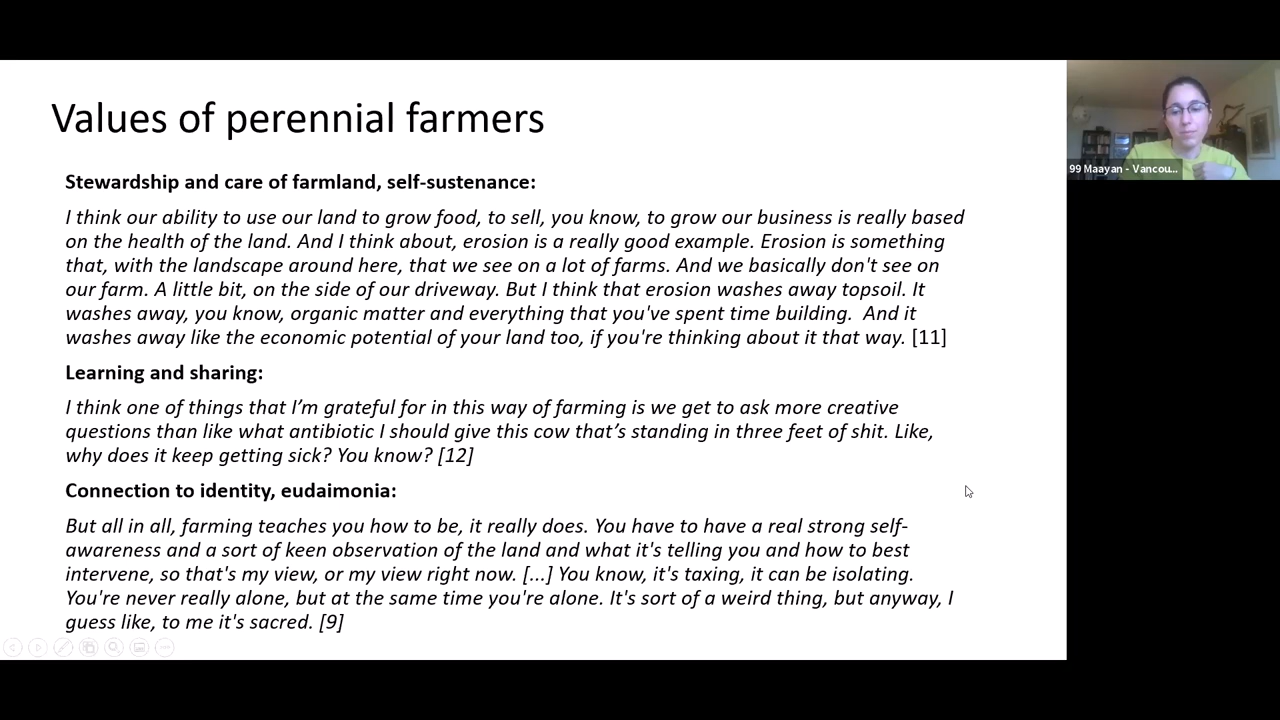 Values of perennial farmers
99 Maayan - Vancou...
Stewardship and care of farmland, self-sustenance:
I think our ability to use our land to grow food, to sell, you know, to grow our business is really based
on the health of the land. And I think about, erosion is a really good example. Erosion is something
that, with the landscape around here, that we see on a lot of farms. And we basically don't see on
our farm. A little bit, on the side of our driveway. But I think that erosion washes away topsoil. It
washes away, you know, organic matter and everything that you've spent time building.  And it
washes away like the economic potential of your land too, if you're thinking about it that way. [11]
Learning and sharing:
I think one of things that I’m grateful for in this way of farming is we get to ask more creative
questions than like what antibiotic I should give this cow that’s standing in three feet of shit. Like,
why does it keep getting sick? You know? [12]
Connection to identity, eudaimonia:
But all in all, farming teaches you how to be, it really does. You have to have a real strong self-
awareness and a sort of keen observation of the land and what it's telling you and how to best
intervene, so that's my view, or my view right now. [...] You know, it's taxing, it can be isolating.
You're never really alone, but at the same time you're alone. It's sort of a weird thing, but anyway, I
guess like, to me it's sacred. [9]